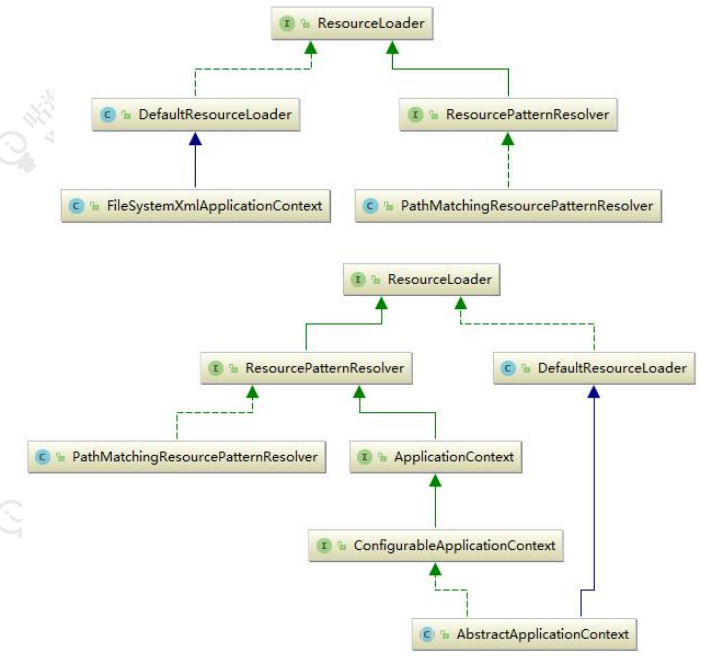 I ResourceLoader
C DefaultResourceLoader
I ResourcePatternResolver
C FileSystemXmlApplicationContext
C PathMatchingResourcePatternResolver
I ResourceLoader
I ResourcePatternResolver
C DefaultResourceLoader
C PathMatchingResourcePatternResolver
I ApplicationContext
I ConfigurableApplicationContext
C AbstractApplicationContext